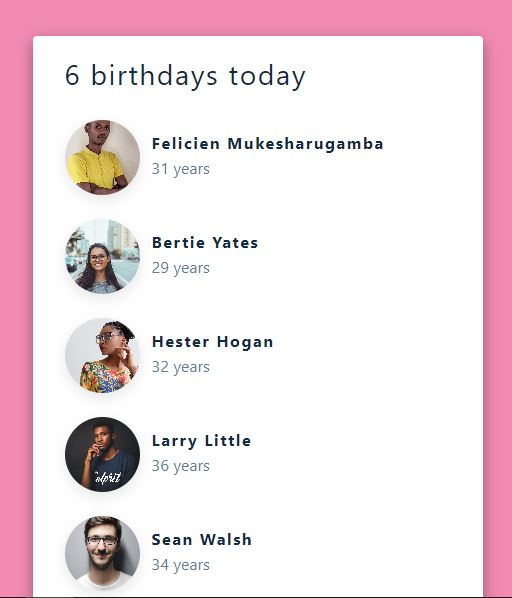 6 birthdays today
Felicien Mukesharugamba
31 years
Bertie Yates
29 years
Hester Hogan
32 years
Larry Little
36 years
Sean Walsh
34 years